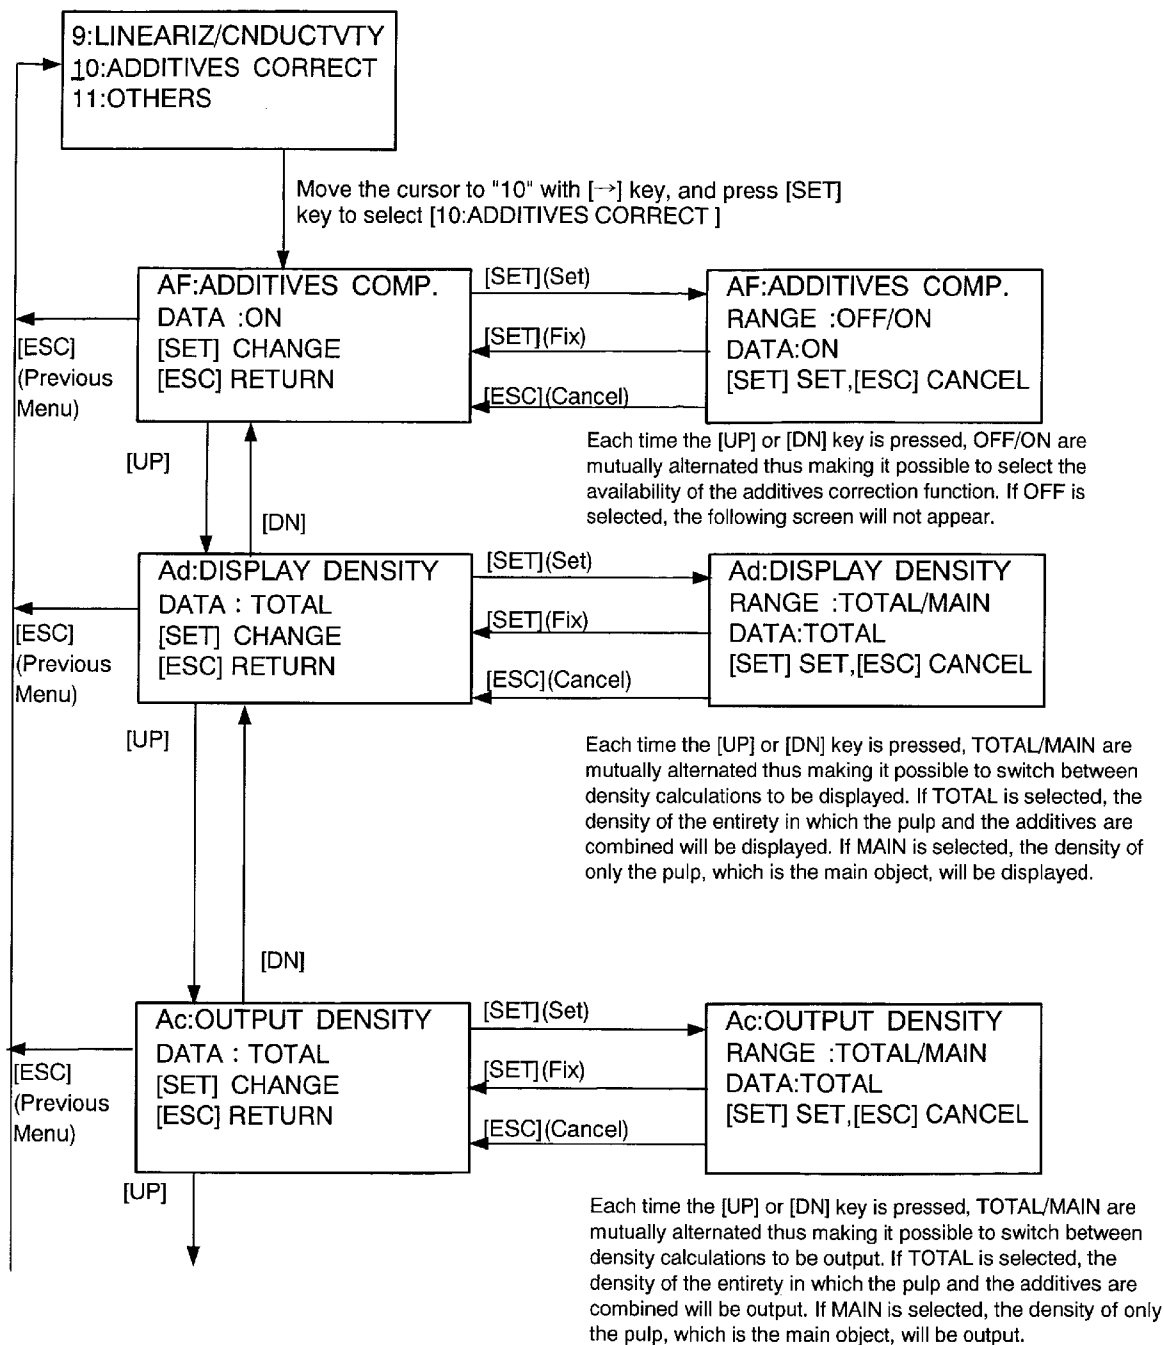 9:LINEARIZ/CNDUCTVTY
10:ADDITIVES CORRECT
11:OTHERS
Move the cursor to "10" with [→] key, and press [SET]
key to select [10:ADDITIVES CORRECT ]
AF:ADDITIVES COMP.
DATA :ON
[SET] CHANGE
[ESC] RETURN
[SET](Set)
[SET](Fix)
[ESC](Cancel)
AF:ADDITIVES COMP.
RANGE :OFF/ON
DATA:ON
[SET] SET,[ESC] CANCEL
[ESC]
(Previous
Menu)
Each time the [UP] or [DN] key is pressed, OFF/ON are
mutually alternated thus making it possible to select the
availability of the additives correction function. If OFF is
selected, the following screen will not appear.
[UP]
[DN]
Ad:DISPLAY DENSITY
DATA : TOTAL
[SET] CHANGE
[ESC] RETURN
[SET](Set)
[SET](Fix)
[ESC](Cancel)
Ad:DISPLAY DENSITY
RANGE :TOTAL/MAIN
DATA:TOTAL
[SET] SET,[ESC] CANCEL
[ESC]
(Previous
Menu)
Each time the [UP] or [DN] key is pressed, TOTAL/MAIN are
mutually alternated thus making it possible to switch between
density calculations to be displayed. If TOTAL is selected, the
density of the entirety in which the pulp and the additives are
combined will be displayed. If MAIN is selected, the density of
only the pulp, which is the main object, will be displayed.
[UP]
[DN]
Ac:OUTPUT DENSITY
DATA : TOTAL
[SET] CHANGE
[ESC] RETURN
[SET](Set)
[SET](Fix)
[ESC](Cancel)
Ac:OUTPUT DENSITY
RANGE :TOTAL/MAIN
DATA:TOTAL
[SET] SET,[ESC] CANCEL
[ESC]
(Previous
Menu)
[UP]
Each time the [UP] or [DN] key is pressed, TOTAL/MAIN are
mutually alternated thus making it possible to switch between
density calculations to be output. If TOTAL is selected, the
density of the entirety in which the pulp and the additives are
combined will be output. If MAIN is selected, the density of only
the pulp, which is the main object, will be output.